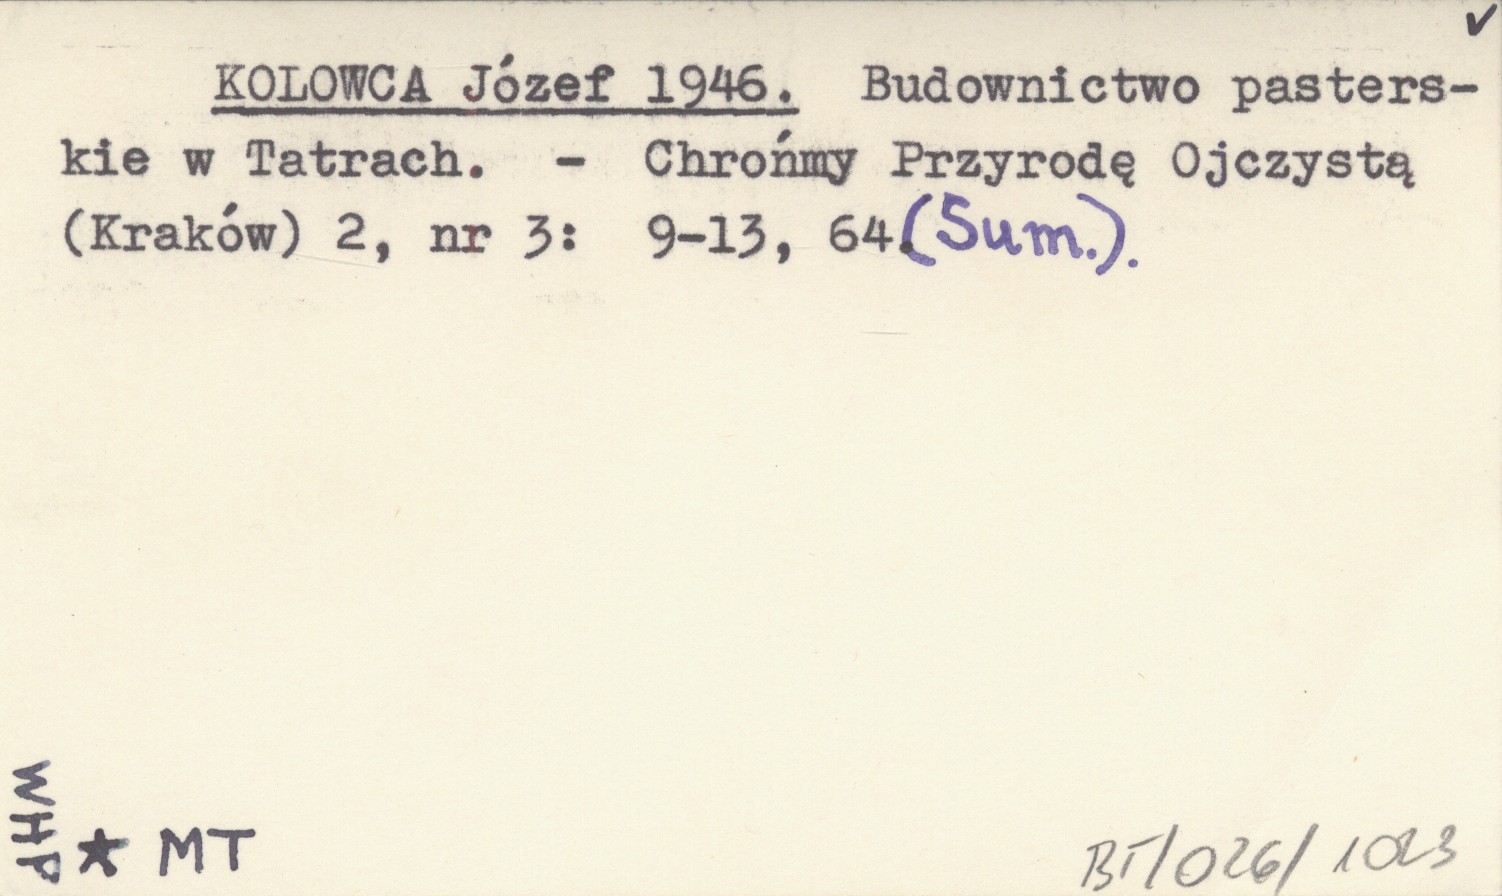 ✓
KOLOWCA Józef 1946. Budownictwo pasters-
kie w Tatrach. - Chrońmy Przyrodę Ojczystą
(Kraków) 2, nr 3: 9-13, 64.(Sum.).
WHP
★ MT
BT/026/1023